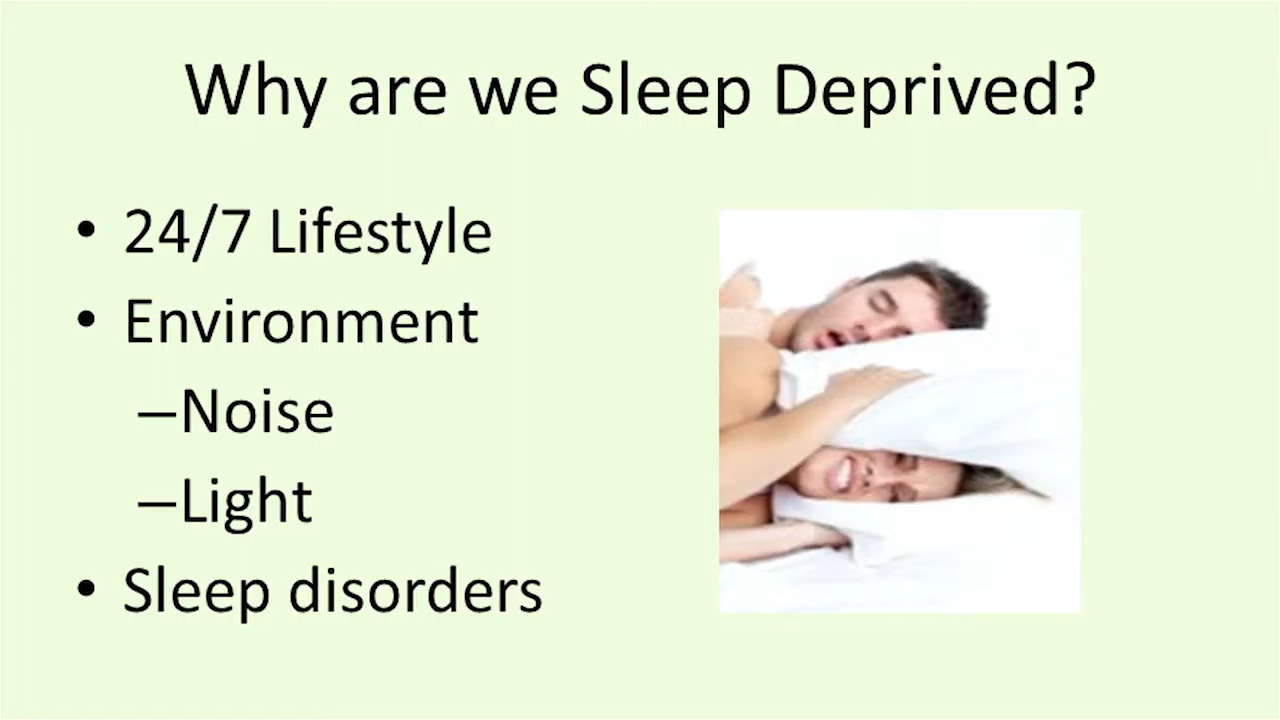 Why are we Sleep Deprived?
• 24/7 Lifestyle
• Environment
–Noise
–Light
• Sleep disorders